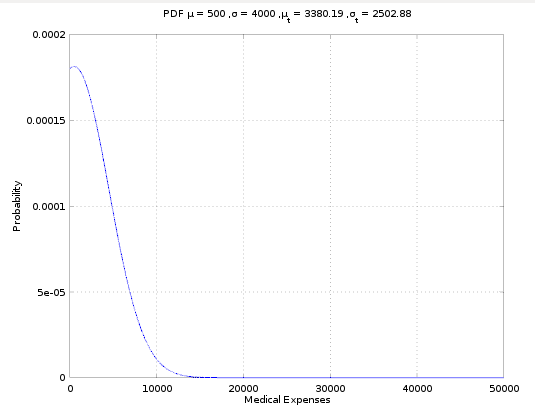 PDF μ = 500 ,σ = 4000 ,μt = 3380.19 ,σt = 2502.88
0.0002
0.00015
0.0001
5e-05
0
Probability
0 10000 20000 30000 40000 50000
Medical Expenses